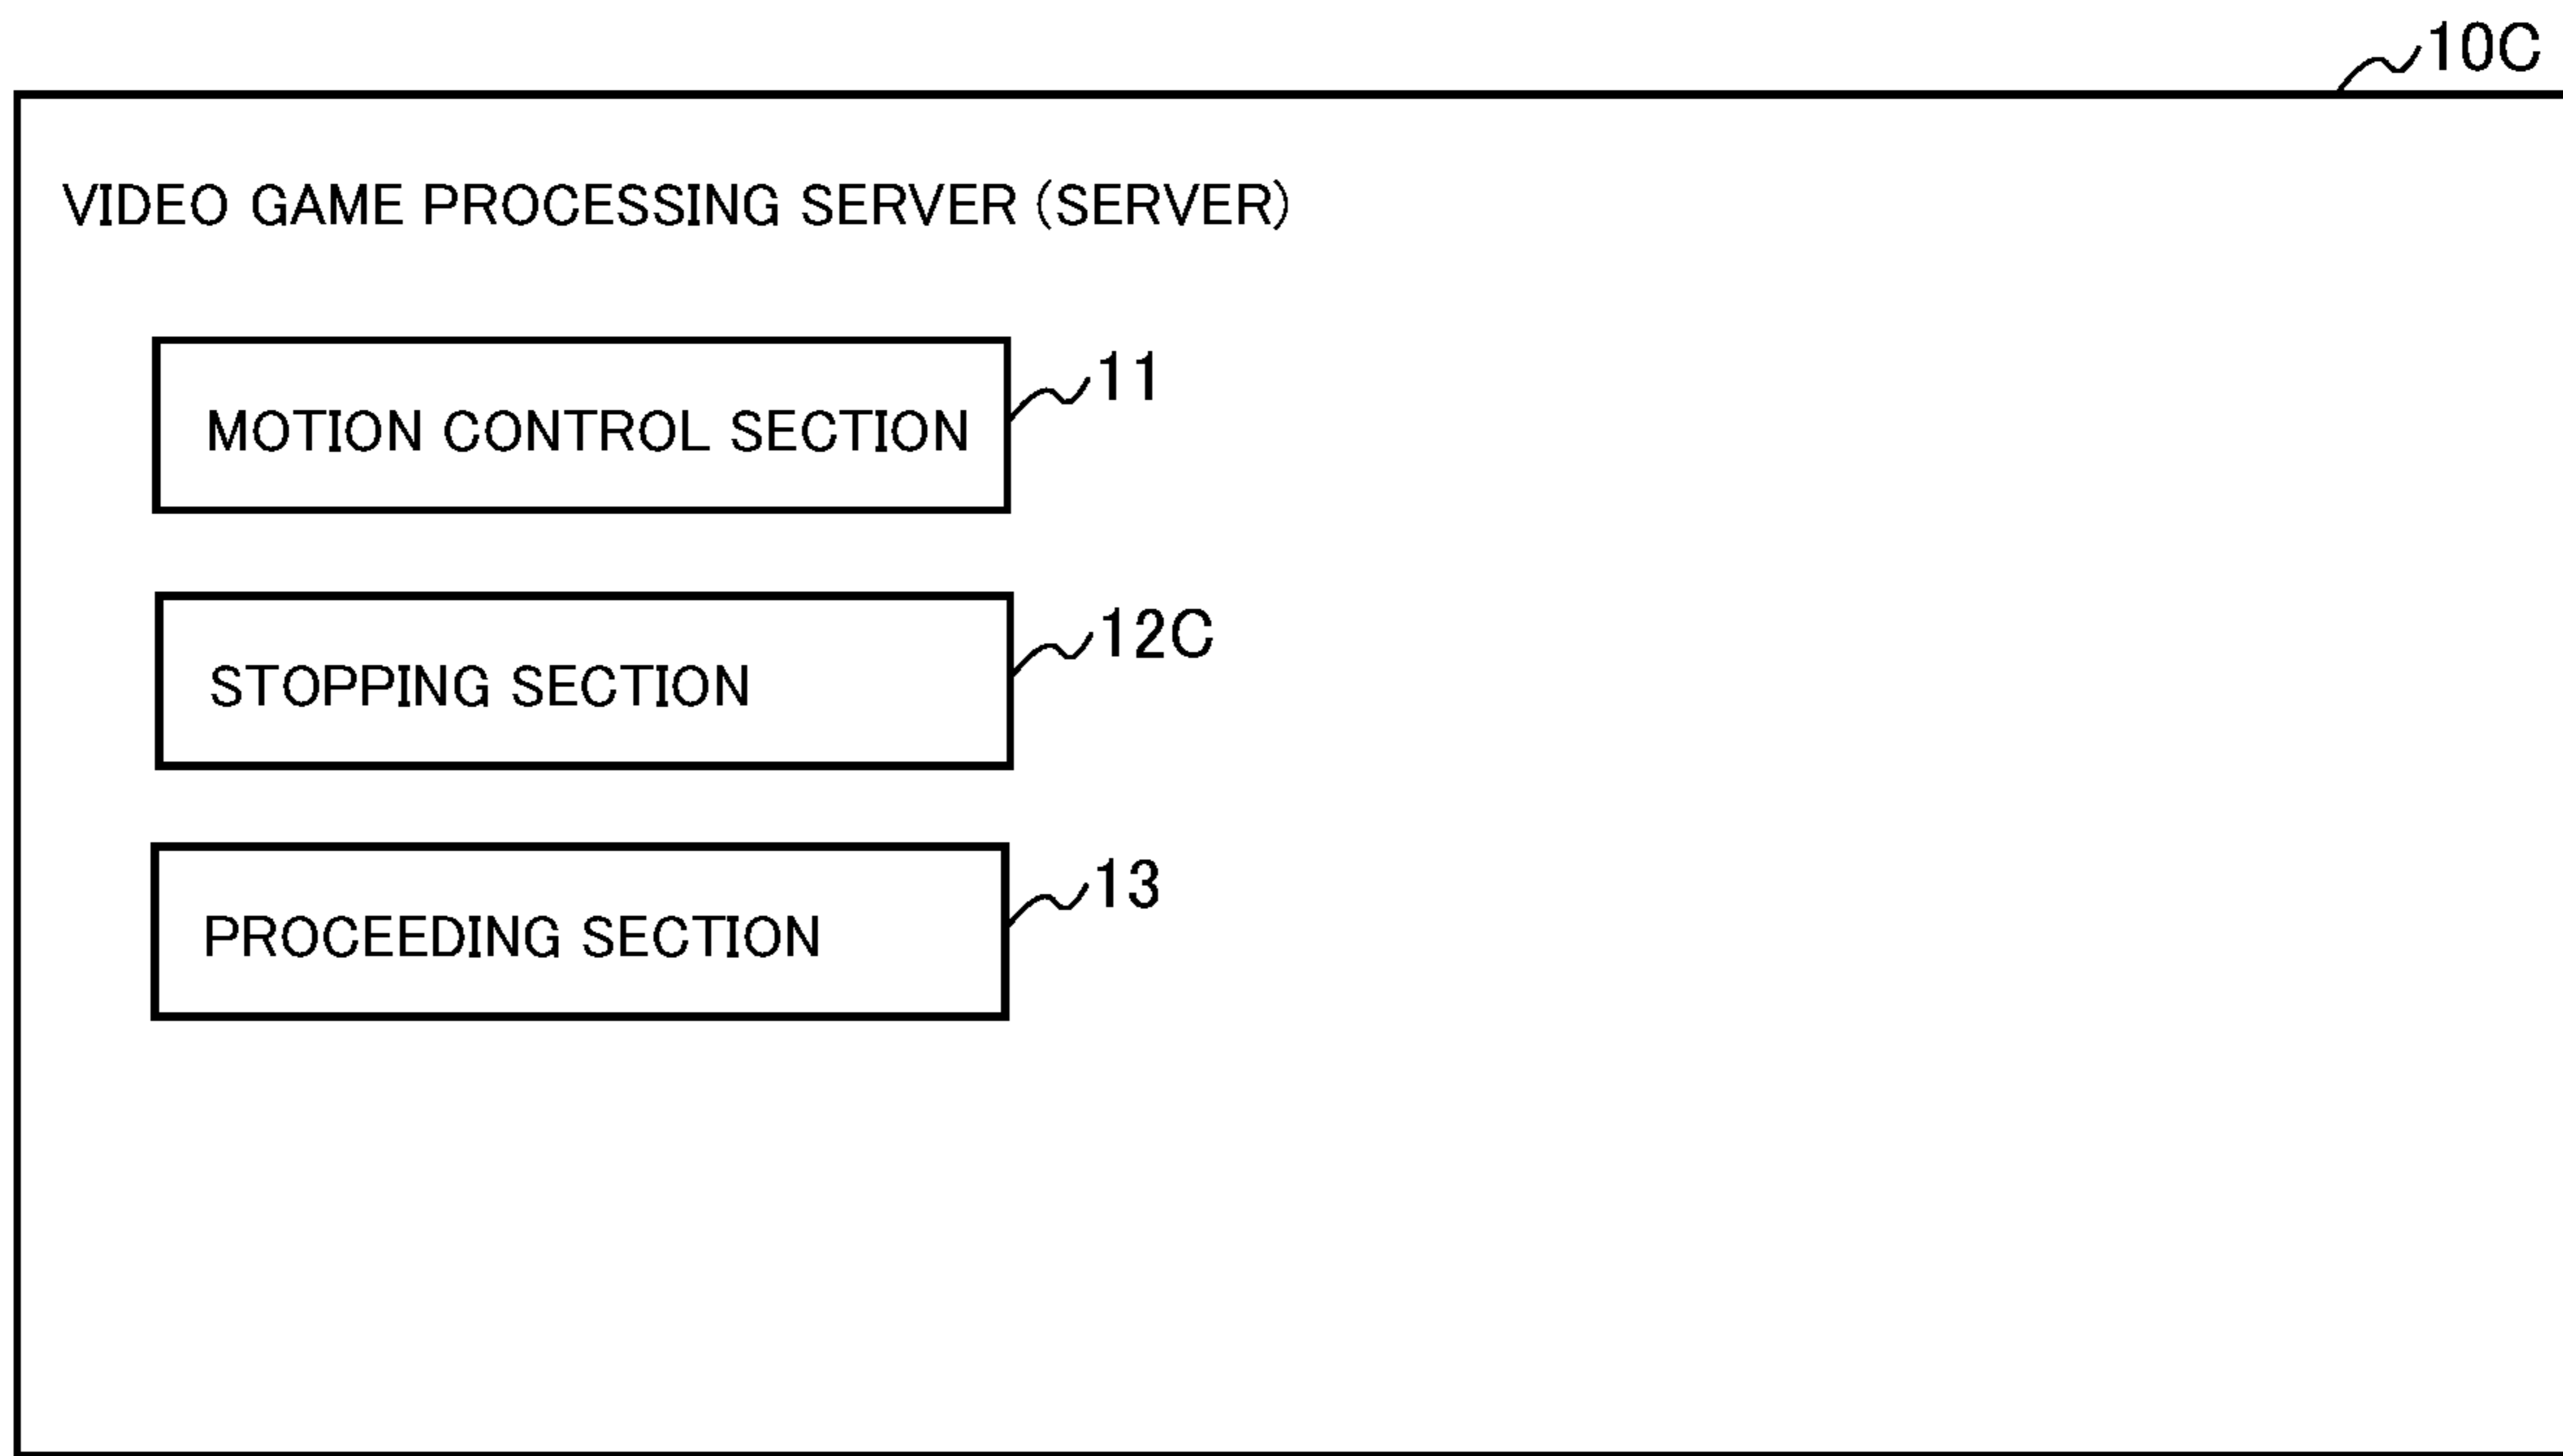 10C
VIDEO GAME PROCESSING SERVER (SERVER)
11
MOTION CONTROL SECTION
12C
STOPPING SECTION
13
PROCEEDING SECTION